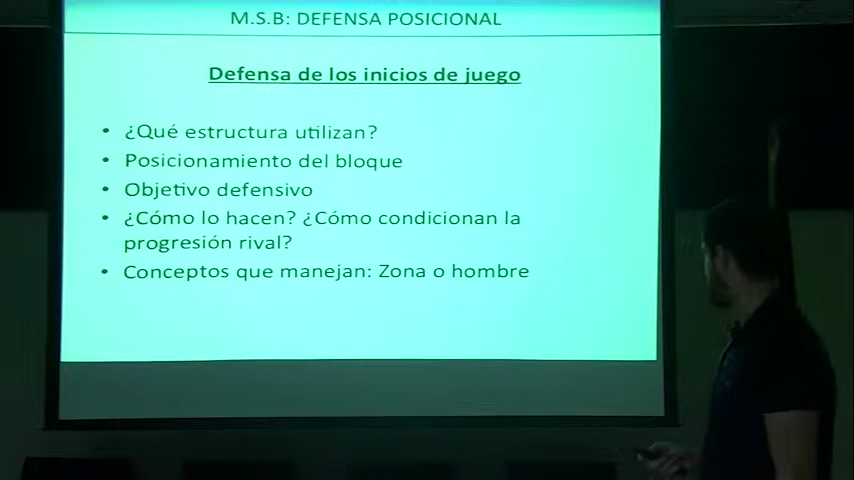 M.S.B: DEFENSA POSICIONAL
Defensa de los inicios de juego
• ¿Qué estructura utilizan?
• Posicionamiento del bloque
• Objetivo defensivo
• ¿Cómo lo hacen? ¿Cómo condicionan la
progresión rival?
• Conceptos que manejan: Zona o hombre